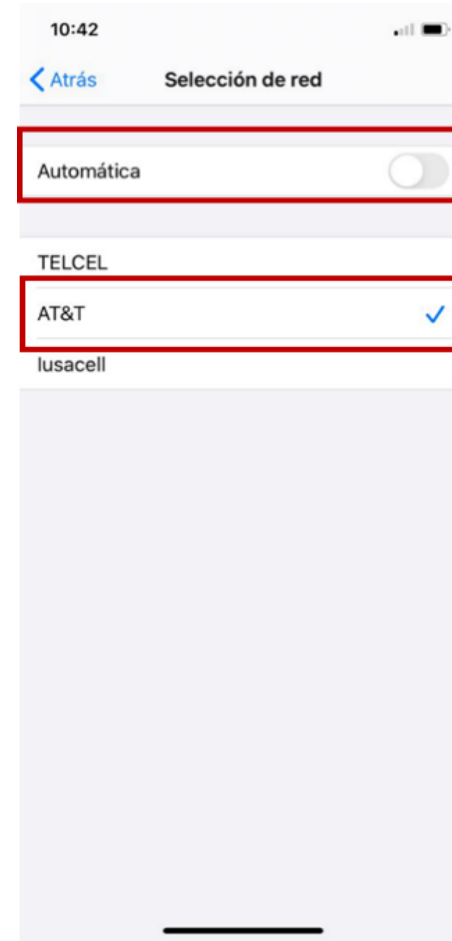 10:42
Atrás Selección de red
Automática
TELCEL
AT&T
Iusacell